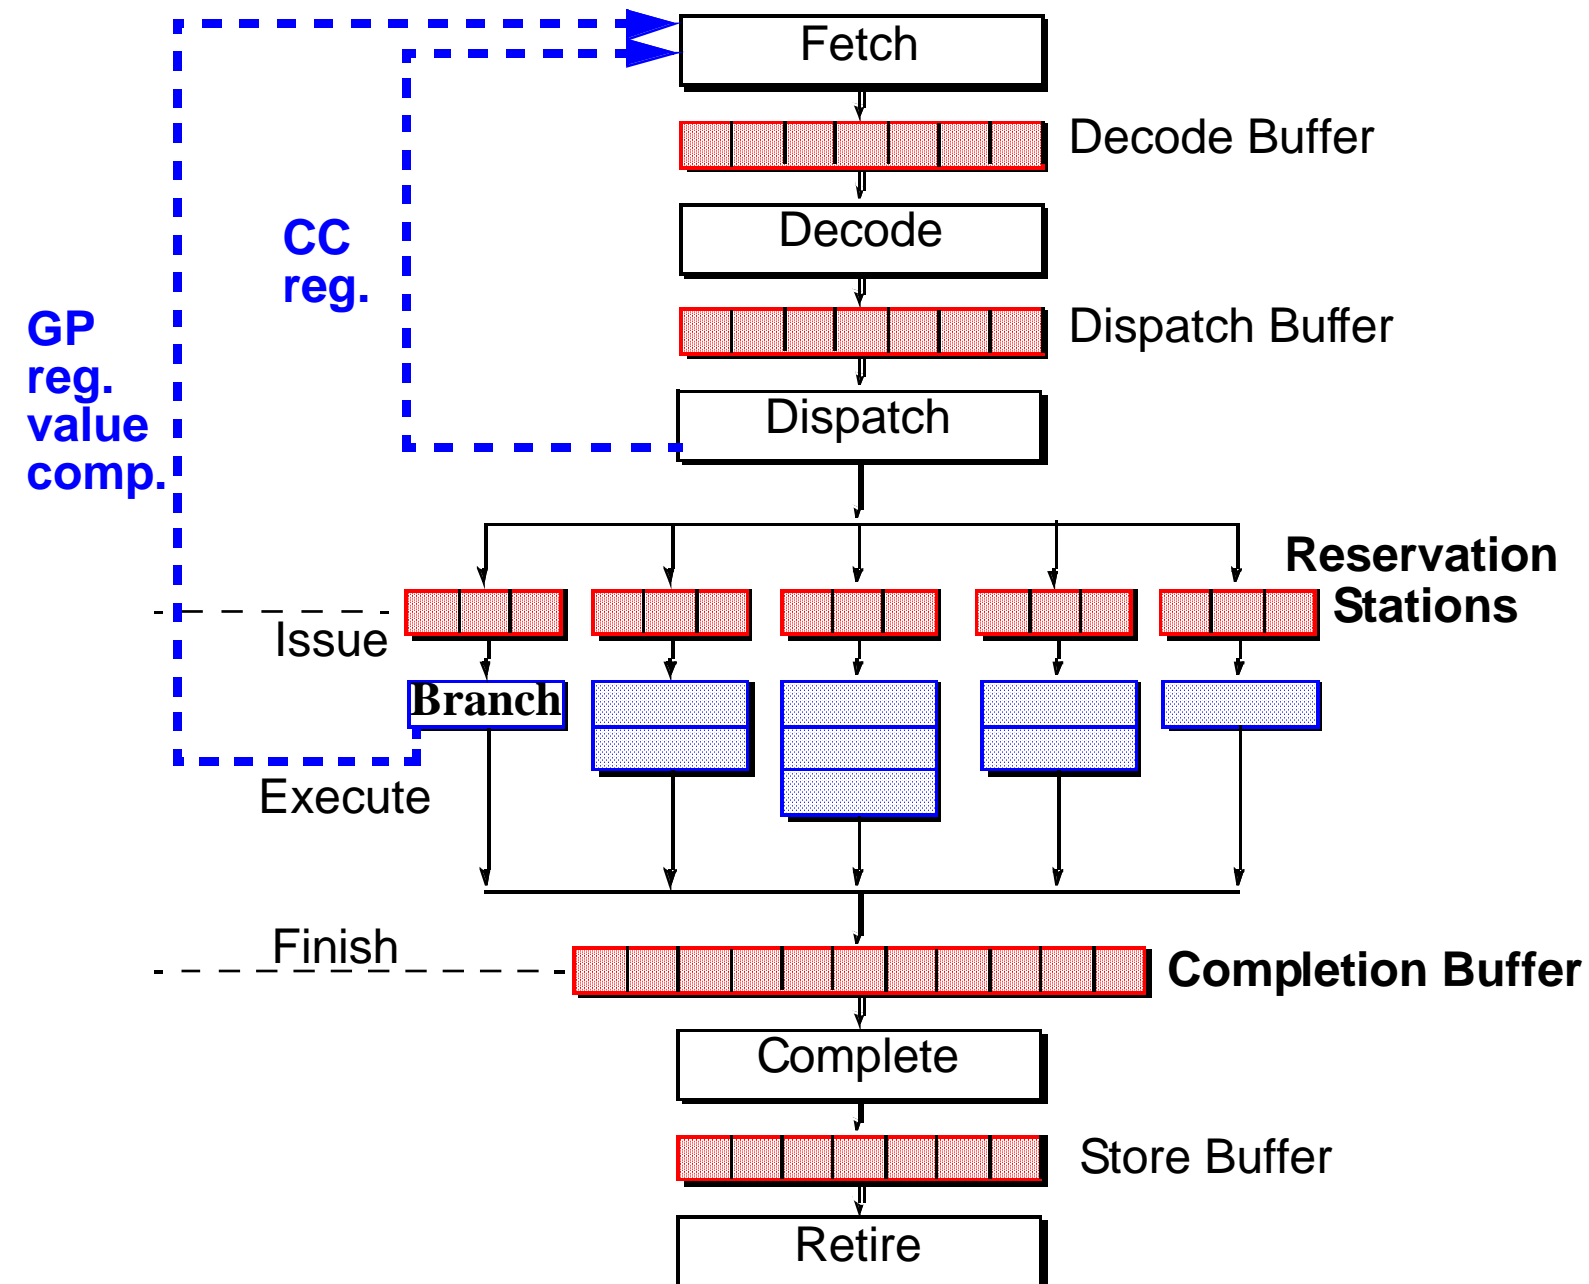 Fetch
Decode Buffer
Decode
CC
reg.
Dispatch Buffer
GP
reg.
value
comp.
Dispatch
Reservation
Stations
Issue
Branch
Execute
Finish
Completion Buffer
Complete
Store Buffer
Retire